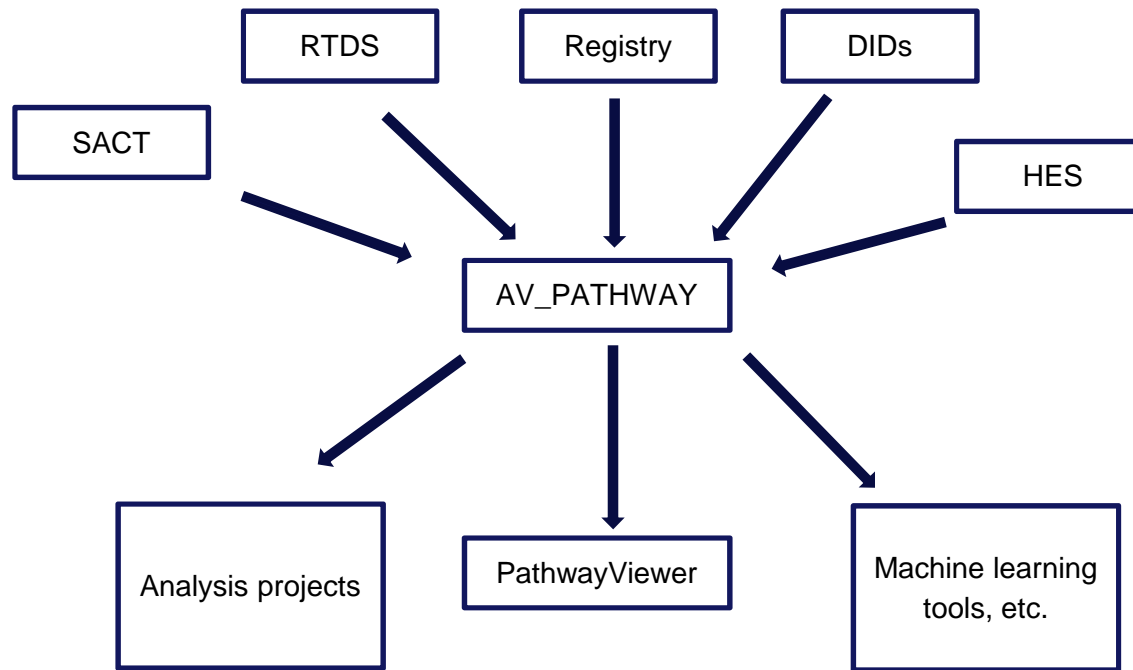 RTDS
Registry
DIDs
SACT
HES
AV_PATHWAY
Analysis projects
PathwayViewer
Machine learning
tools, etc.